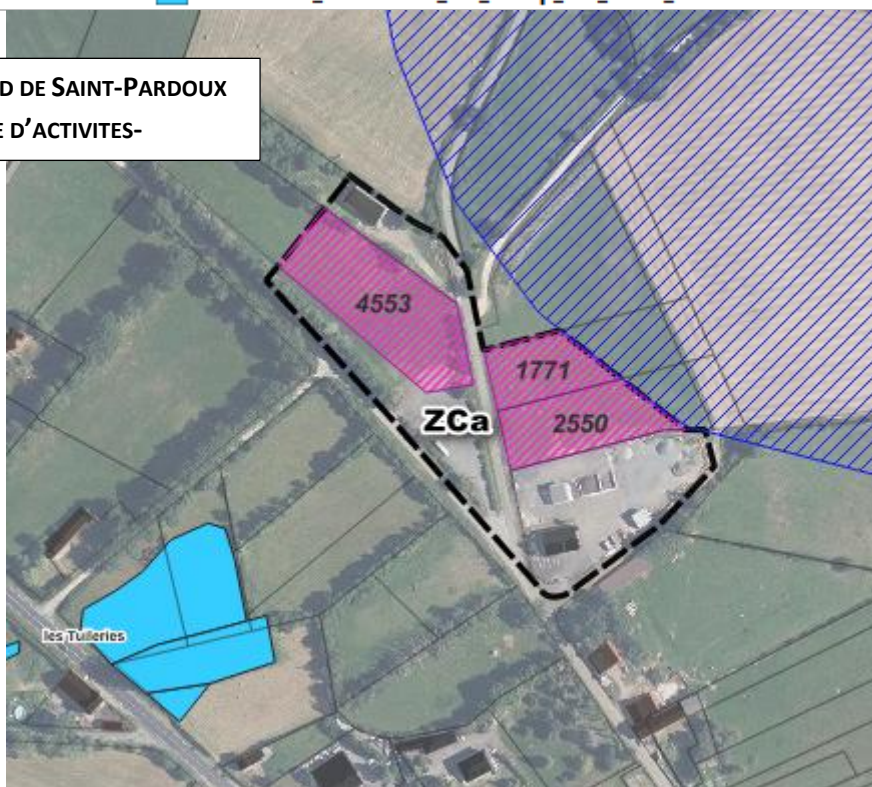 D DE SAINT-PARDOUX
E D'ACTIVITES-
4553
1771
2550
ZCa
les Tuileries